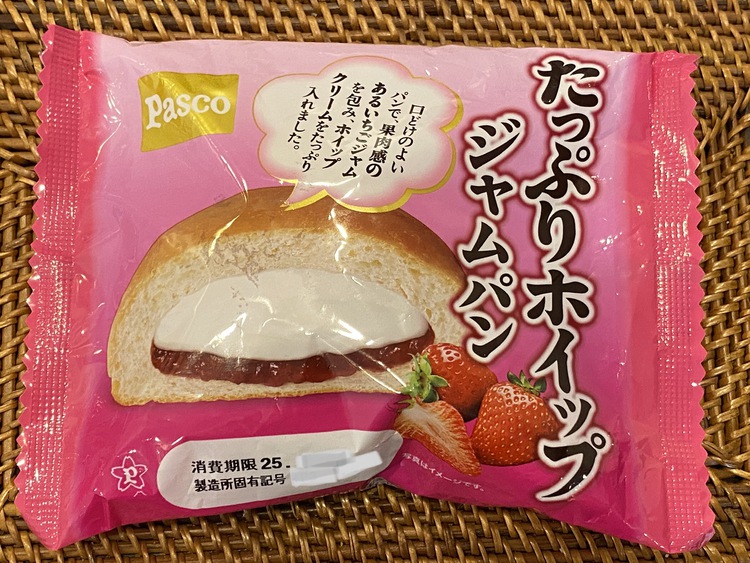 Pasco
たっぷりホイップ
ジャムパン
口どけのよい
パンで、果肉感の
あるいちごジャム
を包み、ホイップ
クリームをたっぷり
入れました。
写真はイメージです。
消費期限 25.
製造所固有記号
P